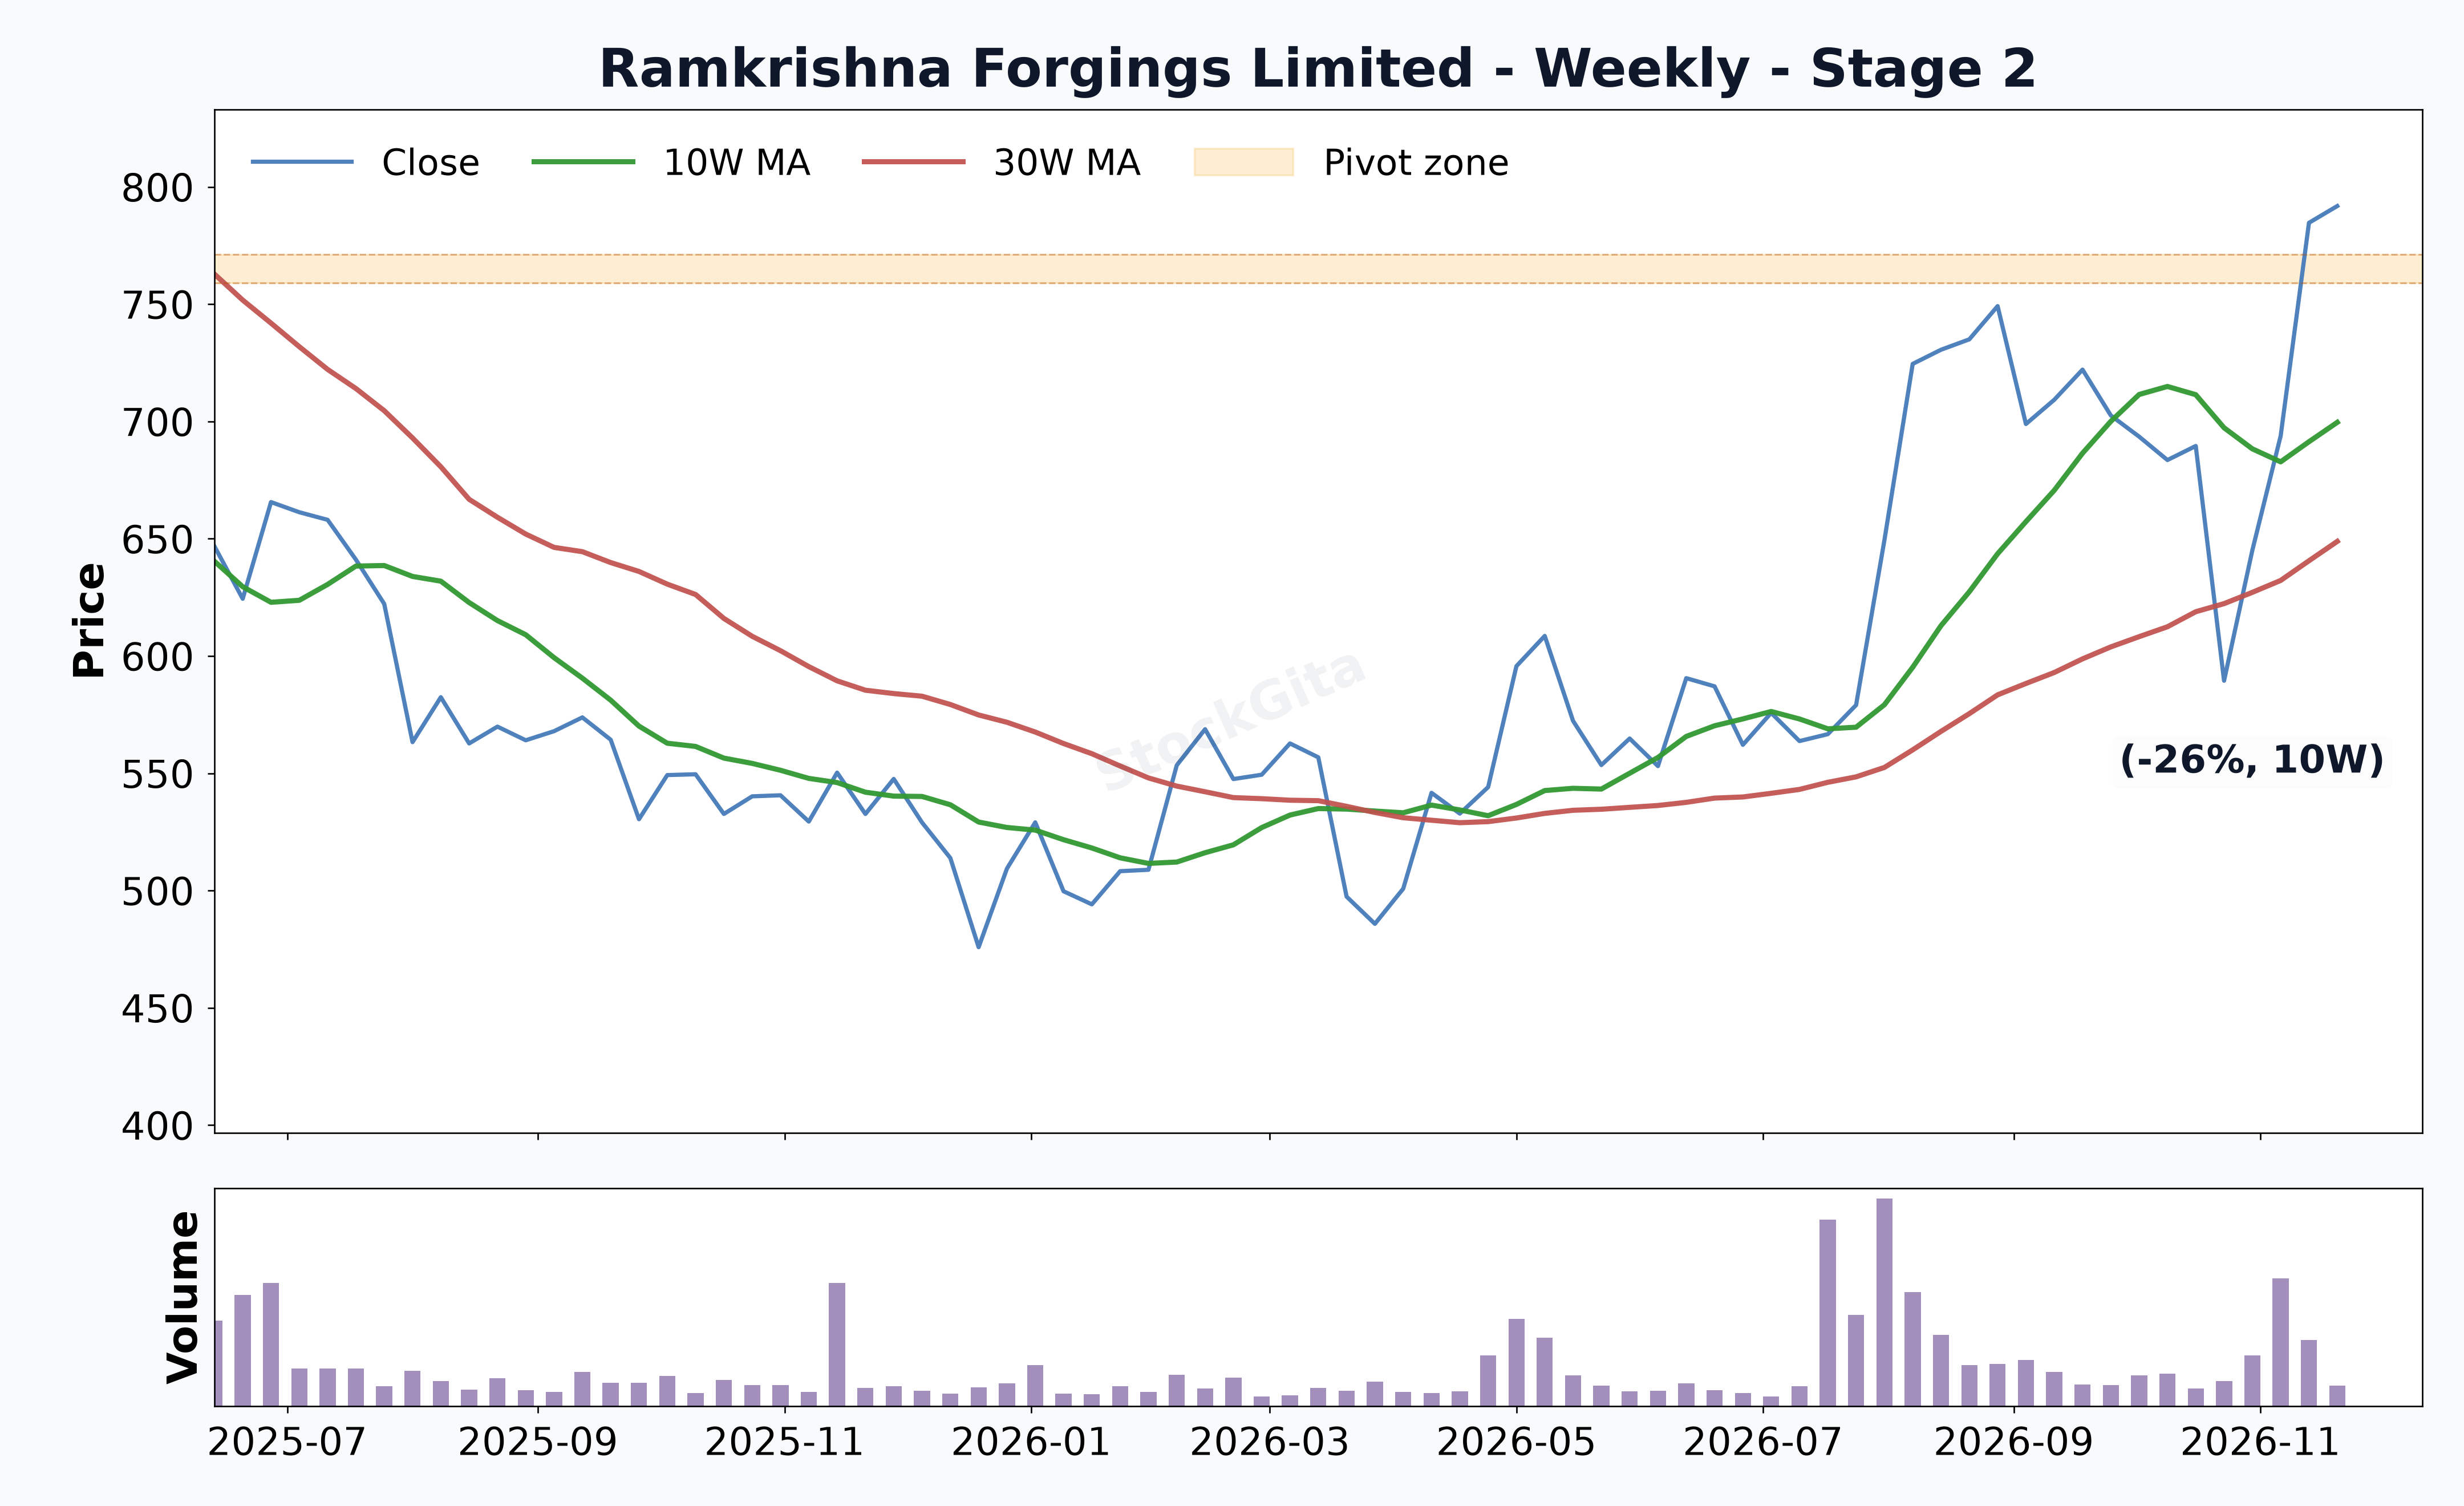 Ramkrishna Forgings Limited - Weekly - Stage 2
Close 10W MA 30W MA Pivot zone
800
750
700
650
600
550
500
450
400
Price
StockGita
(-26%, 10W)
Volume
2025-07 2025-09 2025-11 2026-01 2026-03 2026-05 2026-07 2026-09 2026-11